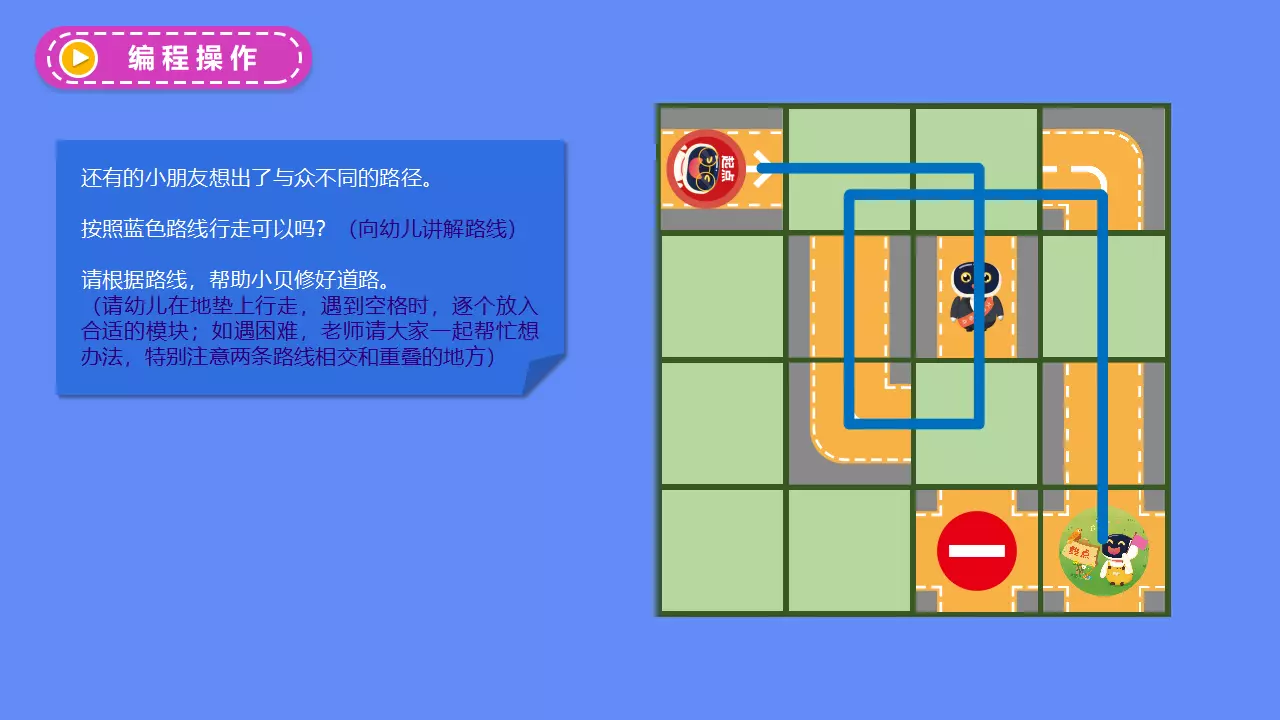 编程操作
还有的小朋友想出了与众不同的路径。
按照蓝色路线行走可以吗？（向幼儿讲解路线）
请根据路线，帮助小贝修好道路。
（请幼儿在地垫上行走，遇到空格时，逐个放入
合适的模块；如遇困难，老师请大家一起帮忙想
办法，特别注意两条路线相交和重叠的地方）
起点
终点